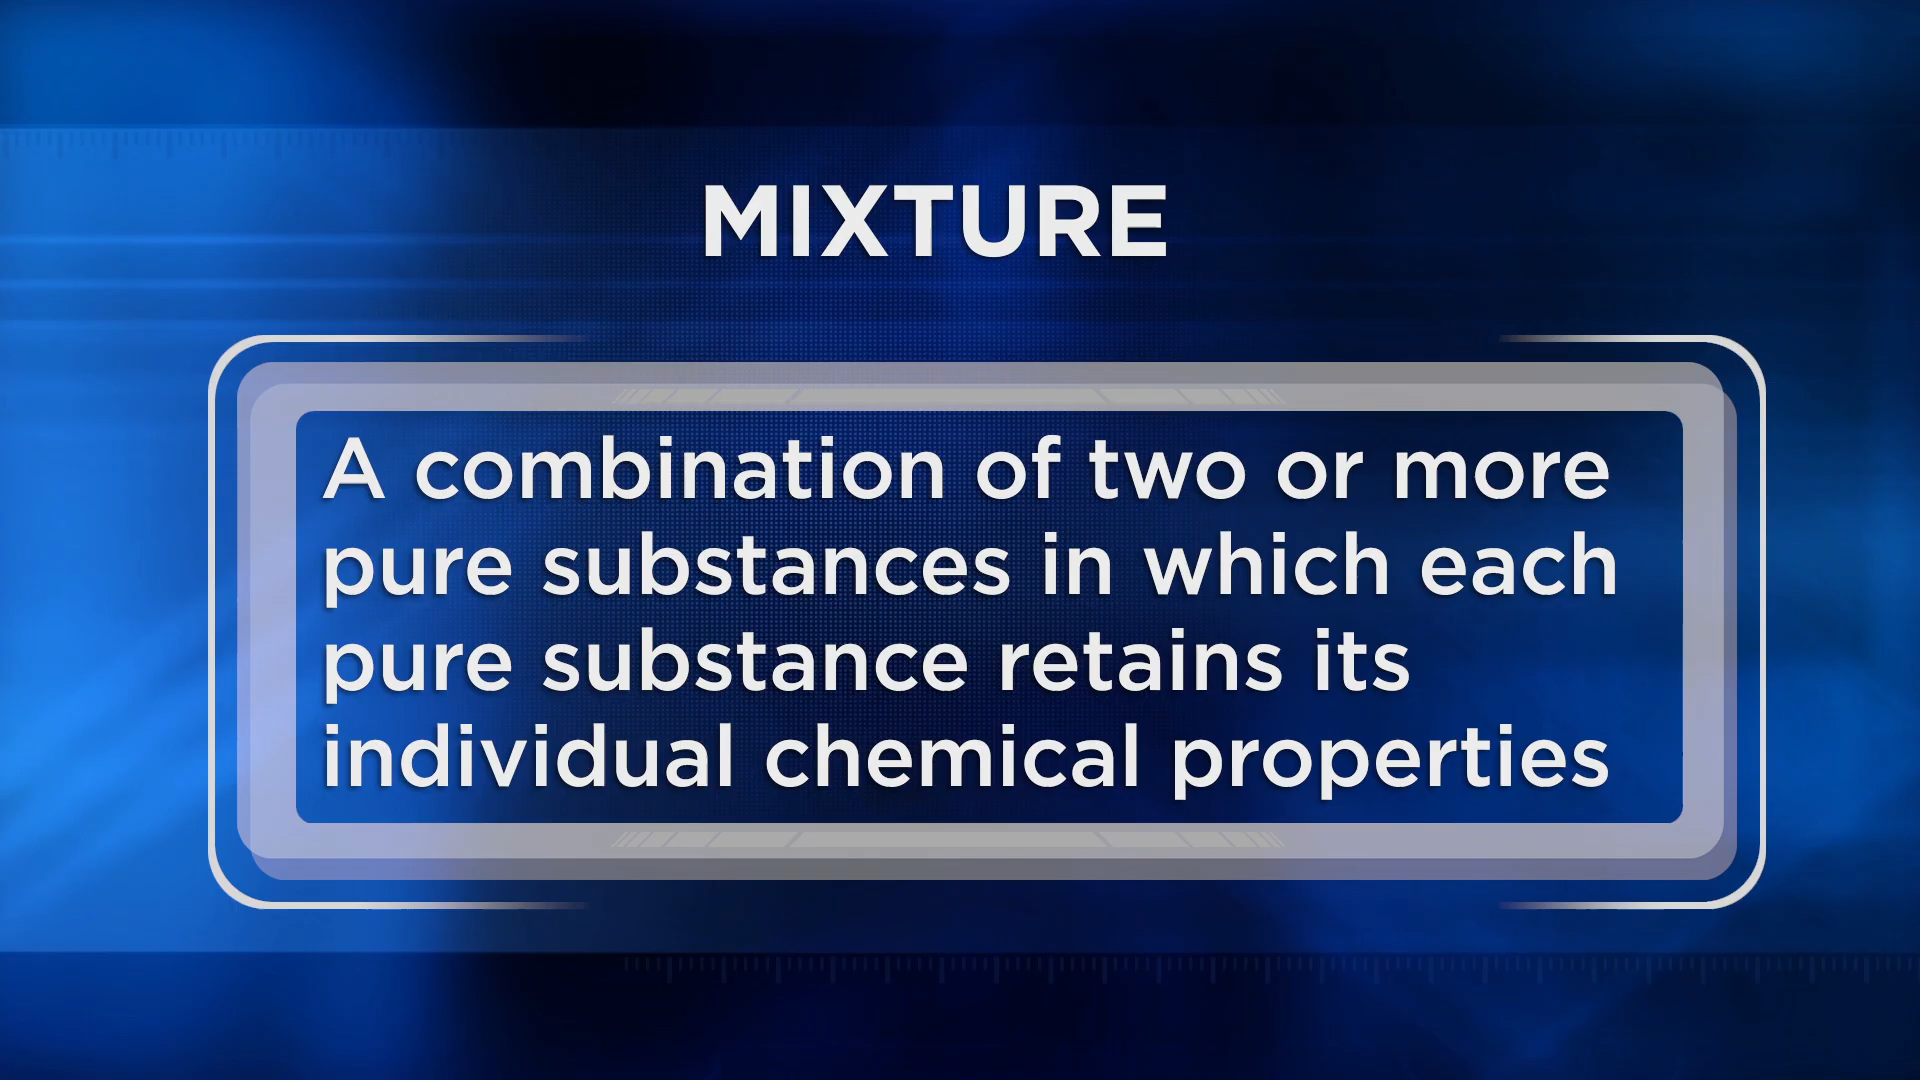 MIXTURE
A combination of two or more
pure substances in which each
pure substance retains its
individual chemical properties